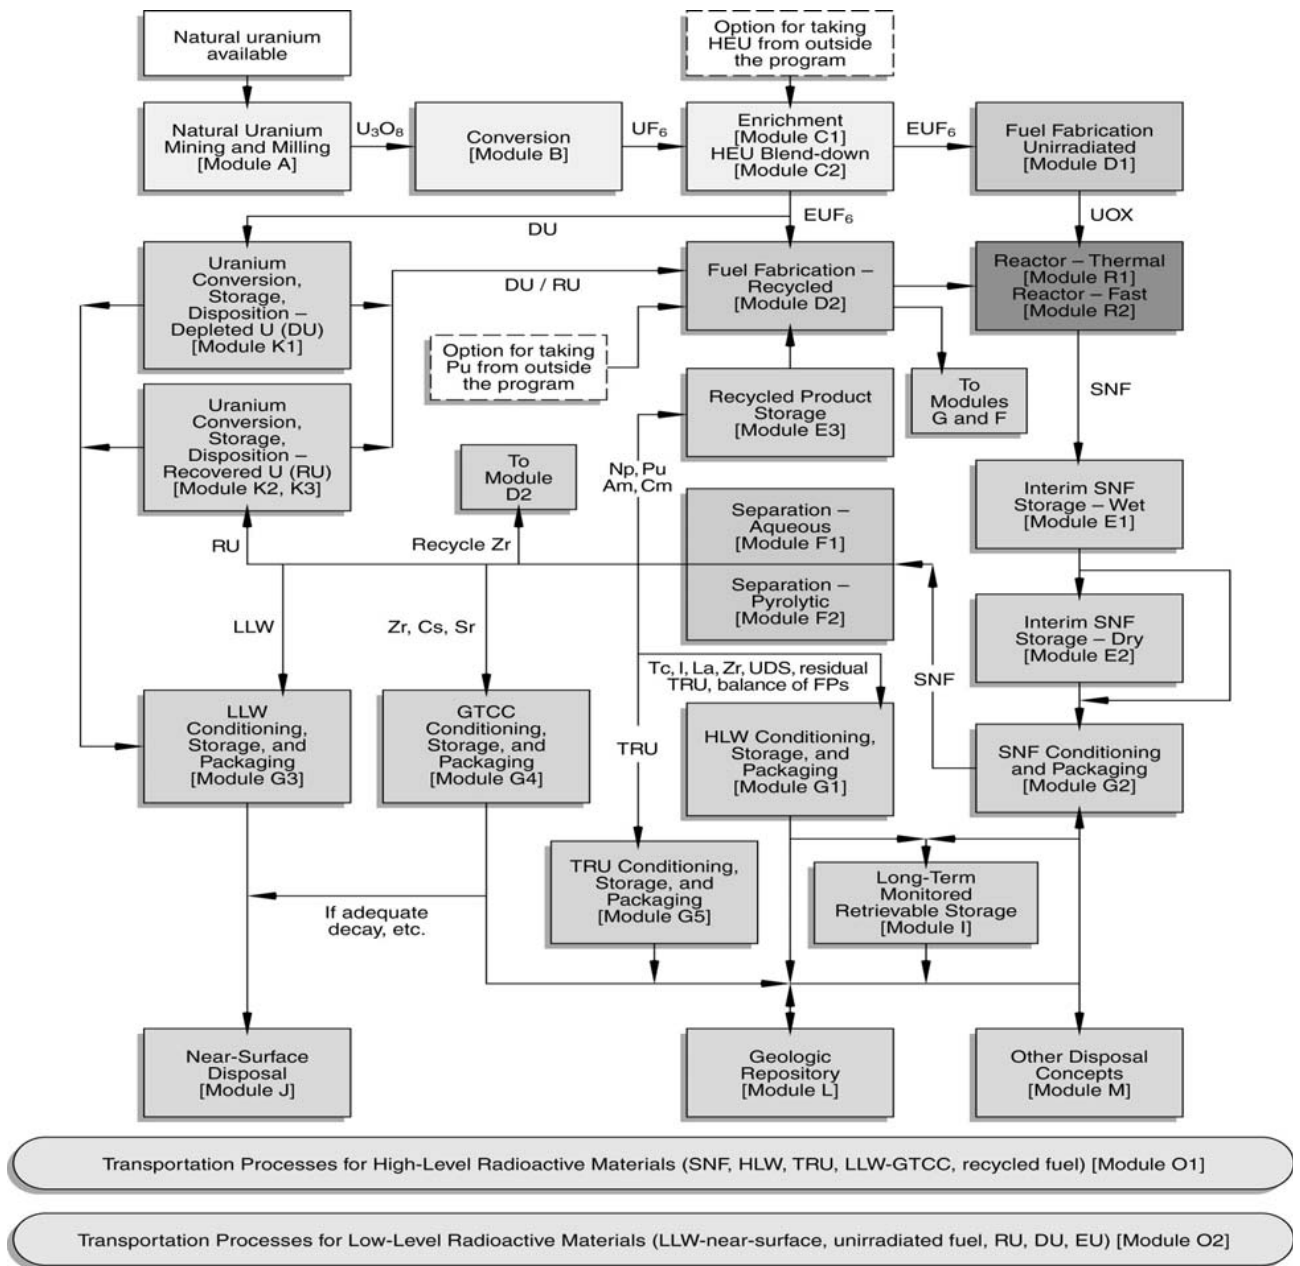 Natural uranium
available
Option for taking
HEU from outside
the program
Natural Uranium
Mining and Milling
[Module A]
U₃O₈
Conversion
[Module B]
UF₆
Enrichment
[Module C1]
HEU Blend-down
[Module C2]
EUF₆
Fuel Fabrication
Unirradiated
[Module D1]
DU
EUF₆
UOX
Uranium
Conversion,
Storage,
Disposition –
Depleted U (DU)
[Module K1]
DU / RU
Fuel Fabrication –
Recycled
[Module D2]
Reactor – Thermal
[Module R1]
Reactor – Fast
[Module R2]
Option for taking
Pu from outside
the program
Recycled Product
Storage
[Module E3]
To
Modules
G and F
SNF
Uranium
Conversion,
Storage,
Disposition –
Recovered U (RU)
[Module K2, K3]
To
Module
D2
Np, Pu
Am, Cm
Separation –
Aqueous
[Module F1]
Separation –
Pyrolytic
[Module F2]
Interim SNF
Storage – Wet
[Module E1]
RU
Recycle Zr
LLW
Zr, Cs, Sr
Interim SNF
Storage – Dry
[Module E2]
Tc, I, La, Zr, UDS, residual
TRU, balance of FPs
SNF
LLW
Conditioning,
Storage, and
Packaging
[Module G3]
GTCC
Conditioning,
Storage, and
Packaging
[Module G4]
TRU
HLW Conditioning,
Storage, and
Packaging
[Module G1]
SNF Conditioning
and Packaging
[Module G2]
TRU Conditioning,
Storage, and
Packaging
[Module G5]
Long-Term
Monitored
Retrievable Storage
[Module I]
If adequate
decay, etc.
Near-Surface
Disposal
[Module J]
Geologic
Repository
[Module L]
Other Disposal
Concepts
[Module M]
Transportation Processes for High-Level Radioactive Materials (SNF, HLW, TRU, LLW-GTCC, recycled fuel) [Module O1]
Transportation Processes for Low-Level Radioactive Materials (LLW-near-surface, unirradiated fuel, RU, DU, EU) [Module O2]